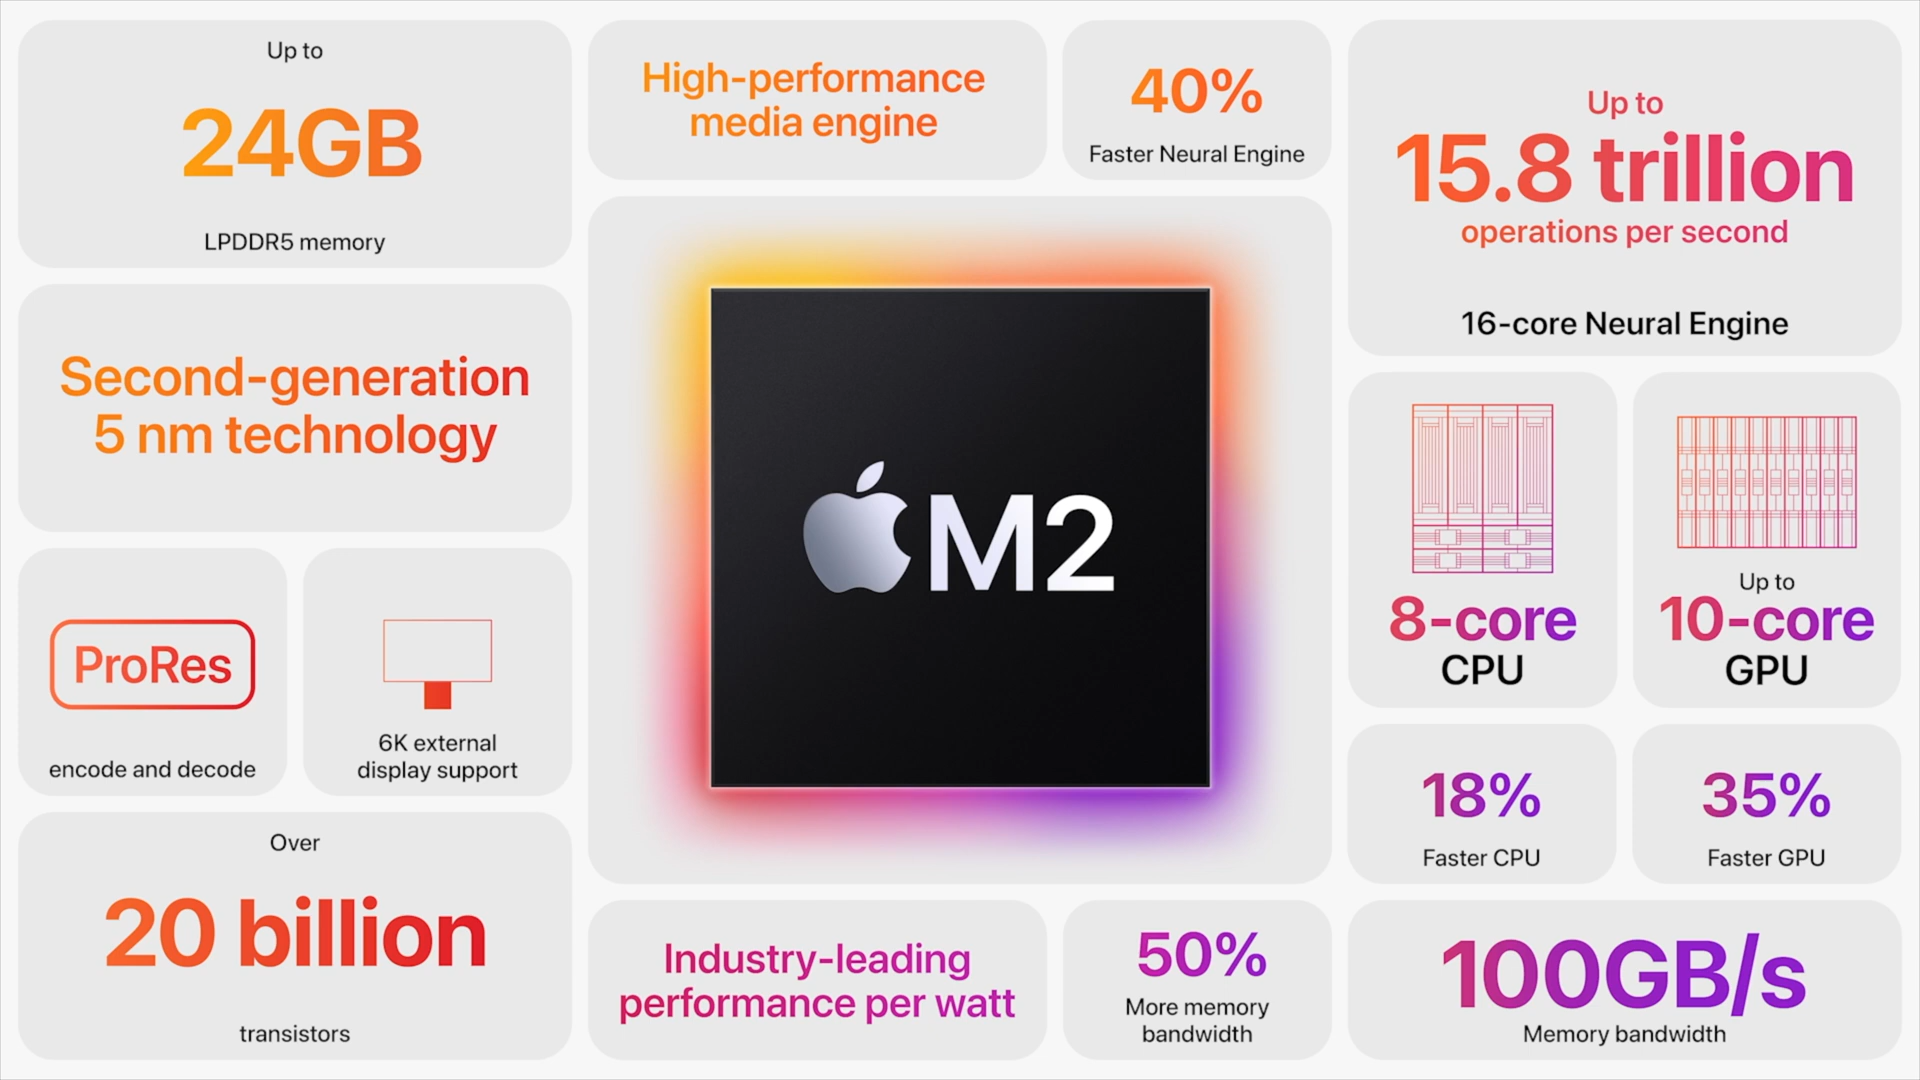 Up to
24GB
LPDDR5 memory
Second-generation
5 nm technology
ProRes
encode and decode
6K external
display support
Over
20 billion
transistors
High-performance
media engine
40%
Faster Neural Engine
M2
Industry-leading
performance per watt
50%
More memory
bandwidth
Up to
15.8 trillion
operations per second
16-core Neural Engine
8-core
CPU
Up to
10-core
GPU
18%
Faster CPU
35%
Faster GPU
100GB/s
Memory bandwidth